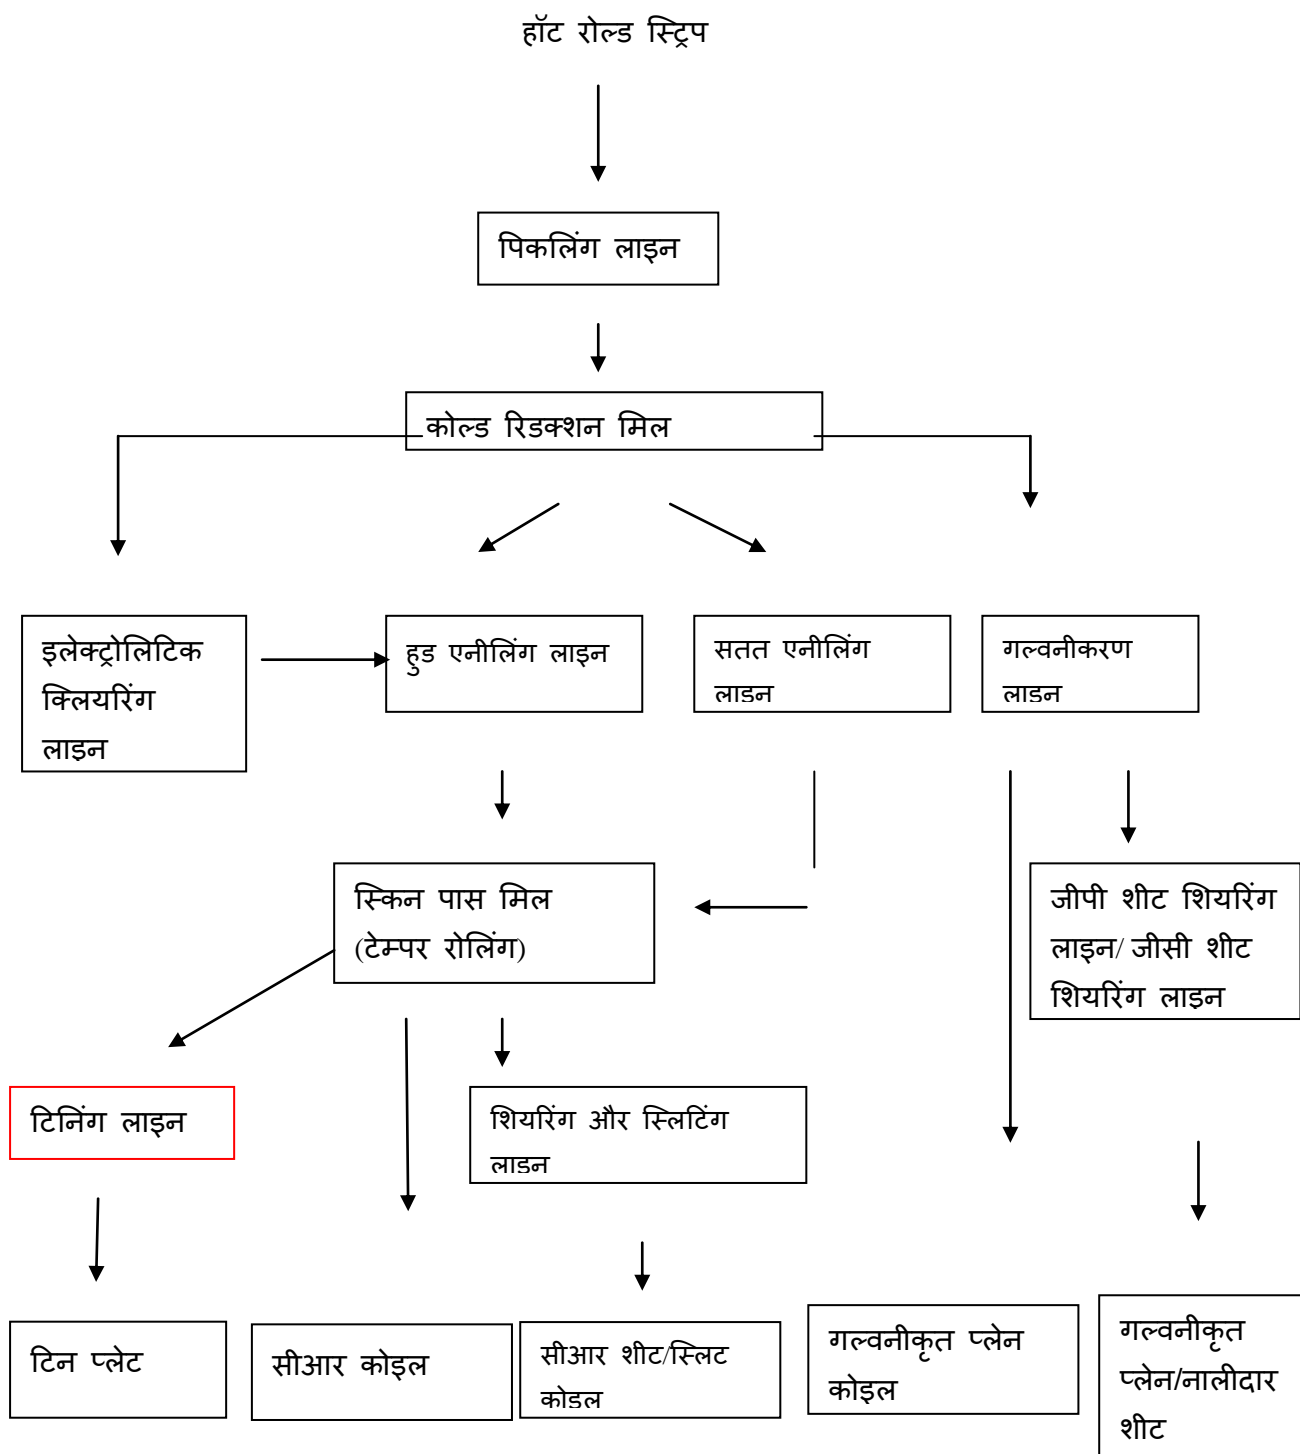 हॉट रोल्ड स्ट्रिप
पिकलिंग लाइन
कोल्ड रिडक्शन मिल
इलेक्ट्रोलिटिक
क्लियरिंग
लाइन
हुड एनीलिंग लाइन
सतत एनीलिंग
लाइन
गल्वनीकरण
लाइन
स्किन पास मिल
(टेम्पर रोलिंग)
जीपी शीट शियरिंग
लाइन/ जीसी शीट
शियरिंग लाइन
टिनिंग लाइन
शियरिंग और स्लिटिंग
लाइन
टिन प्लेट
सीआर कोइल
सीआर शीट/स्लिट
कोइल
गल्वनीकृत प्लेन
कोइल
गल्वनीकृत
प्लेन/नालीदार
शीट